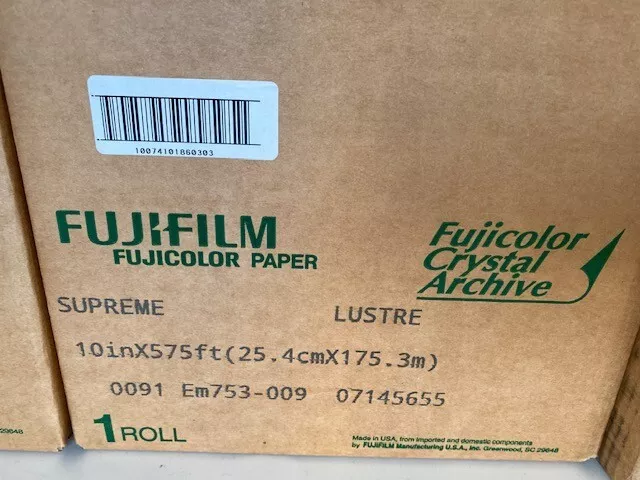 10074101860303
FUJIFILM
FUJICOLOR PAPER
Fujicolor
Crystal
Archive
SUPREME LUSTRE
10inX575ft(25.4cmX175.3m)
0091 Em753-009 07145655
1 ROLL
Made in USA, from imported and domestic components
by FUJIFILM Manufacturing U.S.A., Inc. Greenwood, SC 29648
29648